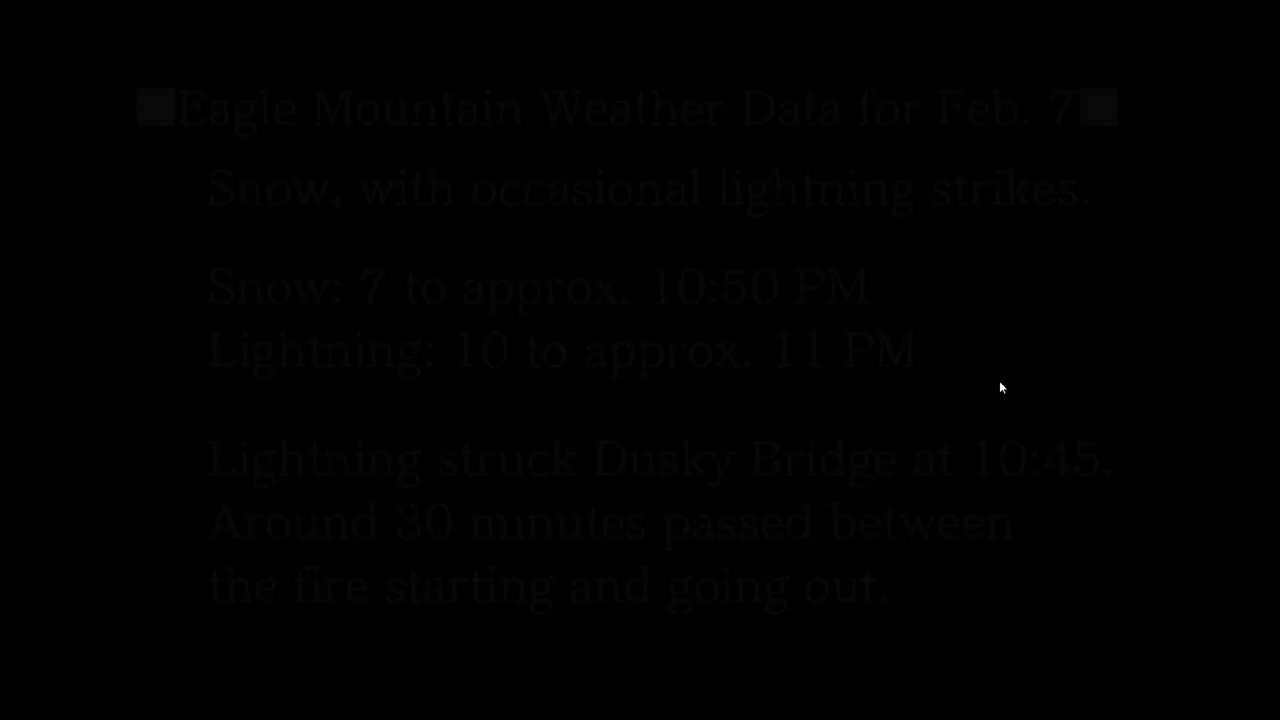 ■Eagle Mountain Weather Data for Feb. 7■
Snow, with occasional lightning strikes.
Snow: 7 to approx. 10:50 PM
Lightning: 10 to approx. 11 PM
Lightning struck Dusky Bridge at 10:45.
Around 30 minutes passed between
the fire starting and going out.